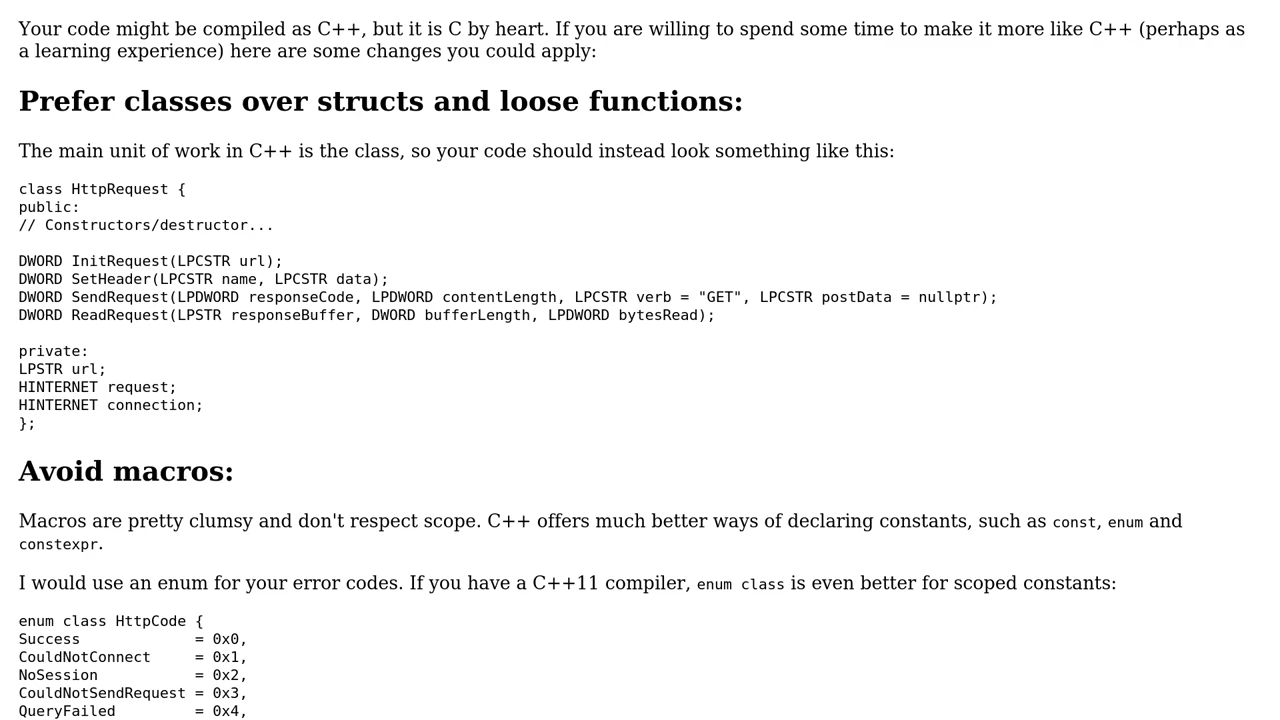 Your code might be compiled as C++, but it is C by heart. If you are willing to spend some time to make it more like C++ (perhaps as
a learning experience) here are some changes you could apply:
Prefer classes over structs and loose functions:
The main unit of work in C++ is the class, so your code should instead look something like this:
class HttpRequest {
public:
// Constructors/destructor...
DWORD InitRequest(LPCSTR url);
DWORD SetHeader(LPCSTR name, LPCSTR data);
DWORD SendRequest(LPDWORD responseCode, LPDWORD contentLength, LPCSTR verb = "GET", LPCSTR postData = nullptr);
DWORD ReadRequest(LPSTR responseBuffer, DWORD bufferLength, LPDWORD bytesRead);
private:
LPSTR url;
HINTERNET request;
HINTERNET connection;
};
Avoid macros:
Macros are pretty clumsy and don't respect scope. C++ offers much better ways of declaring constants, such as const, enum and
constexpr.
I would use an enum for your error codes. If you have a C++11 compiler, enum class is even better for scoped constants:
enum class HttpCode {
Success             = 0x0,
CouldNotConnect     = 0x1,
NoSession           = 0x2,
CouldNotSendRequest = 0x3,
QueryFailed         = 0x4,